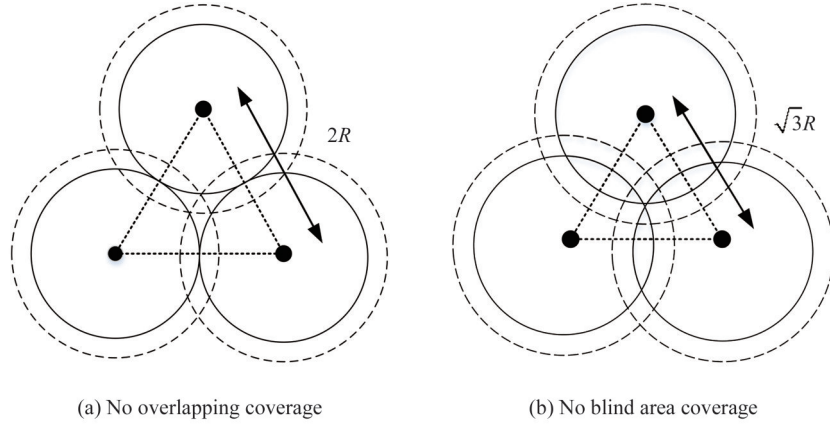 2R
√3R
(a) No overlapping coverage
(b) No blind area coverage